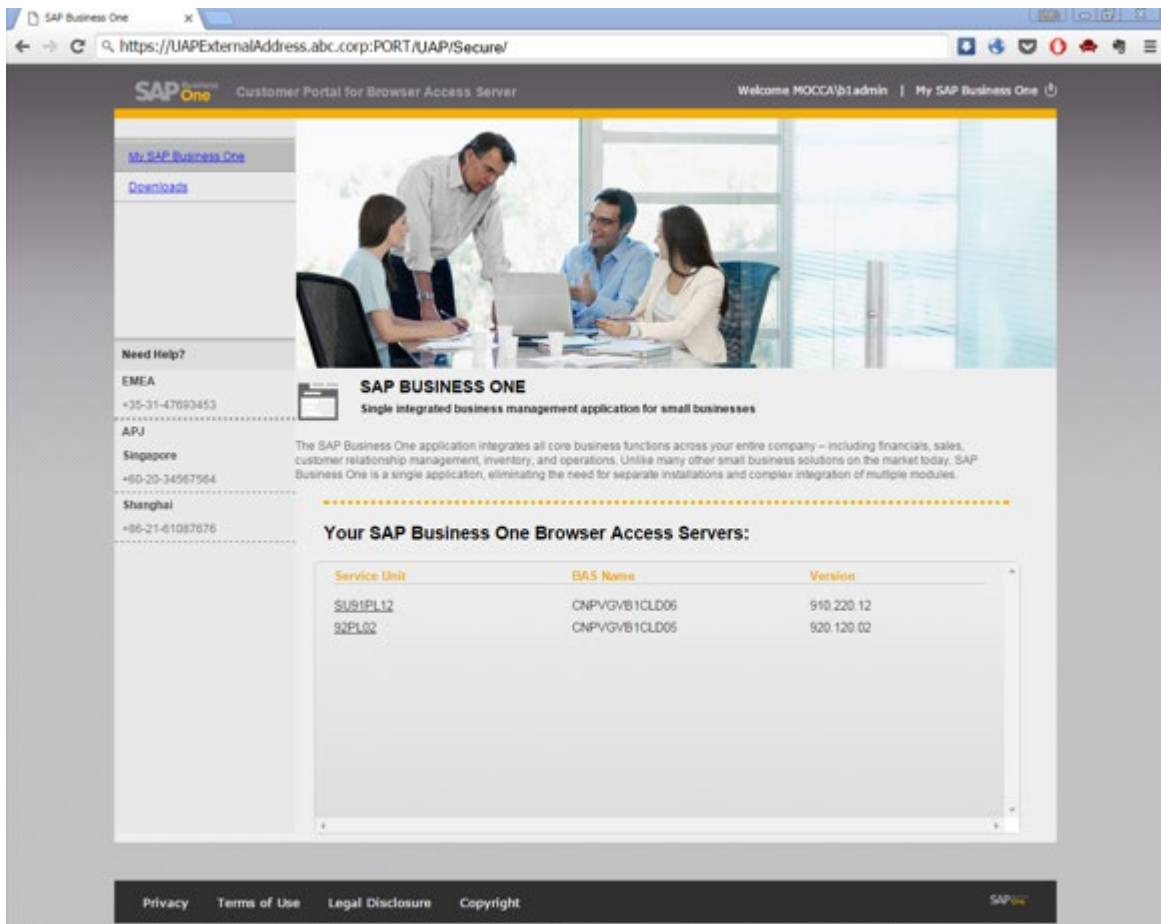 SAP Business One
https://UAPExternalAddress.abc.corp:PORT/UAP/Secure/
SAP Business One Customer Portal for Browser Access Server Welcome MOCCA\b1admin | My SAP Business One
My SAP Business One
Downloads
Need Help?
EMEA
+35-31-47693453
APJ
Singapore
+60-20-34567564
Shanghai
+86-21-61087676
SAP BUSINESS ONE
Single integrated business management application for small businesses
The SAP Business One application integrates all core business functions across your entire company – including financials, sales,
customer relationship management, inventory, and operations. Unlike many other small business solutions on the market today, SAP
Business One is a single application, eliminating the need for separate installations and complex integration of multiple modules.
Your SAP Business One Browser Access Servers:
Service Unit BAS Name Version
SU91PL12 CNPVGVB1CLD06 910.220.12
92PL02 CNPVGVB1CLD05 920.120.02
Privacy Terms of Use Legal Disclosure Copyright SAP